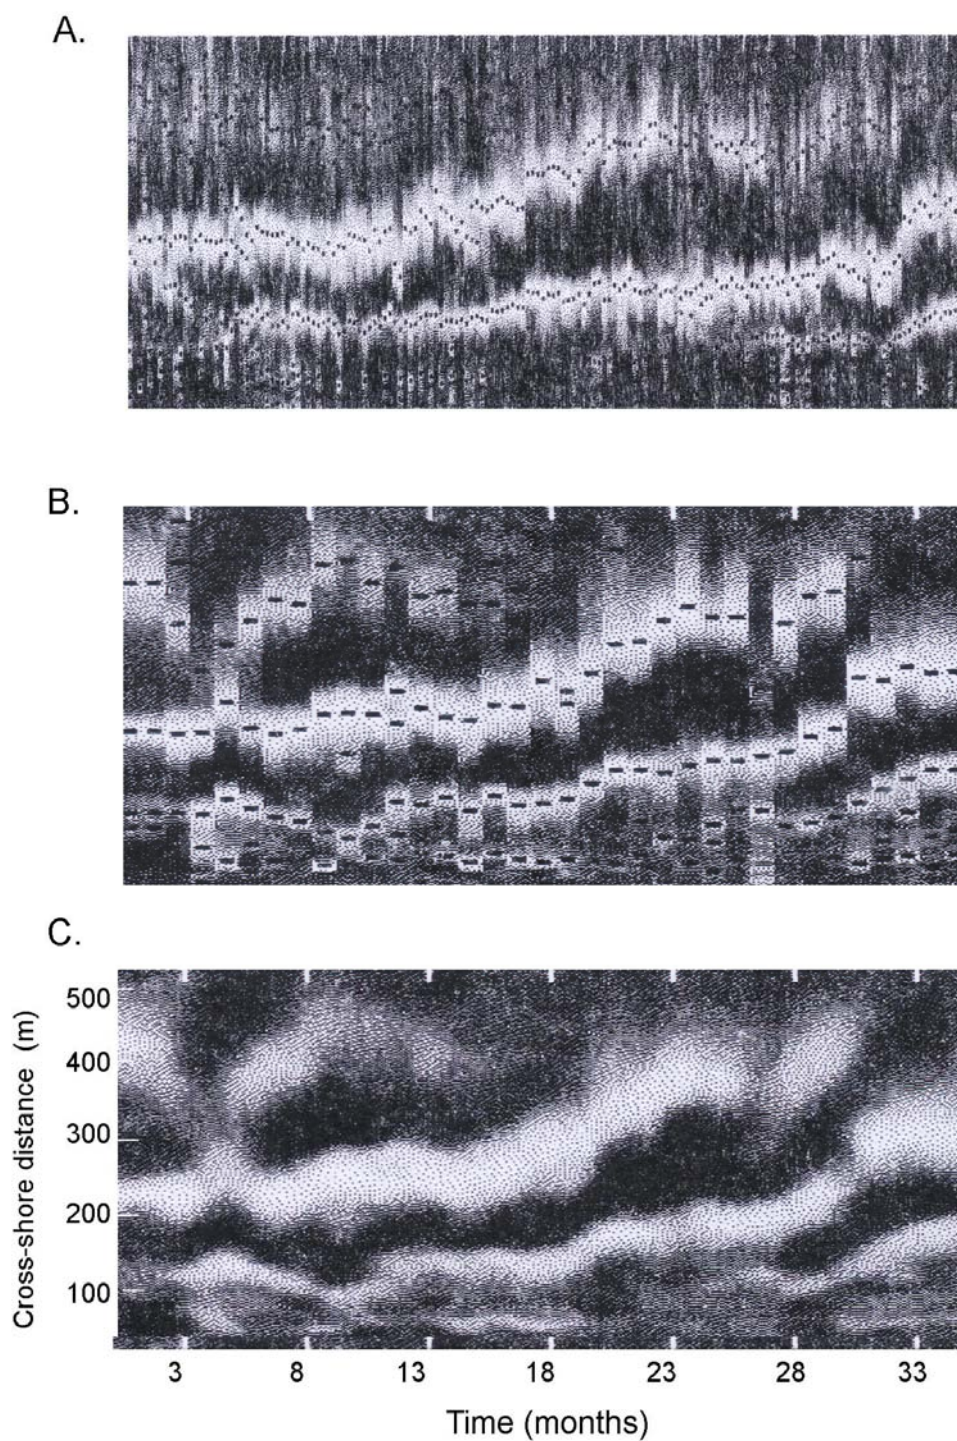 A.
B.
C.
500
400
300
200
100
Cross-shore distance (m)
3 8 13 18 23 28 33
Time (months)